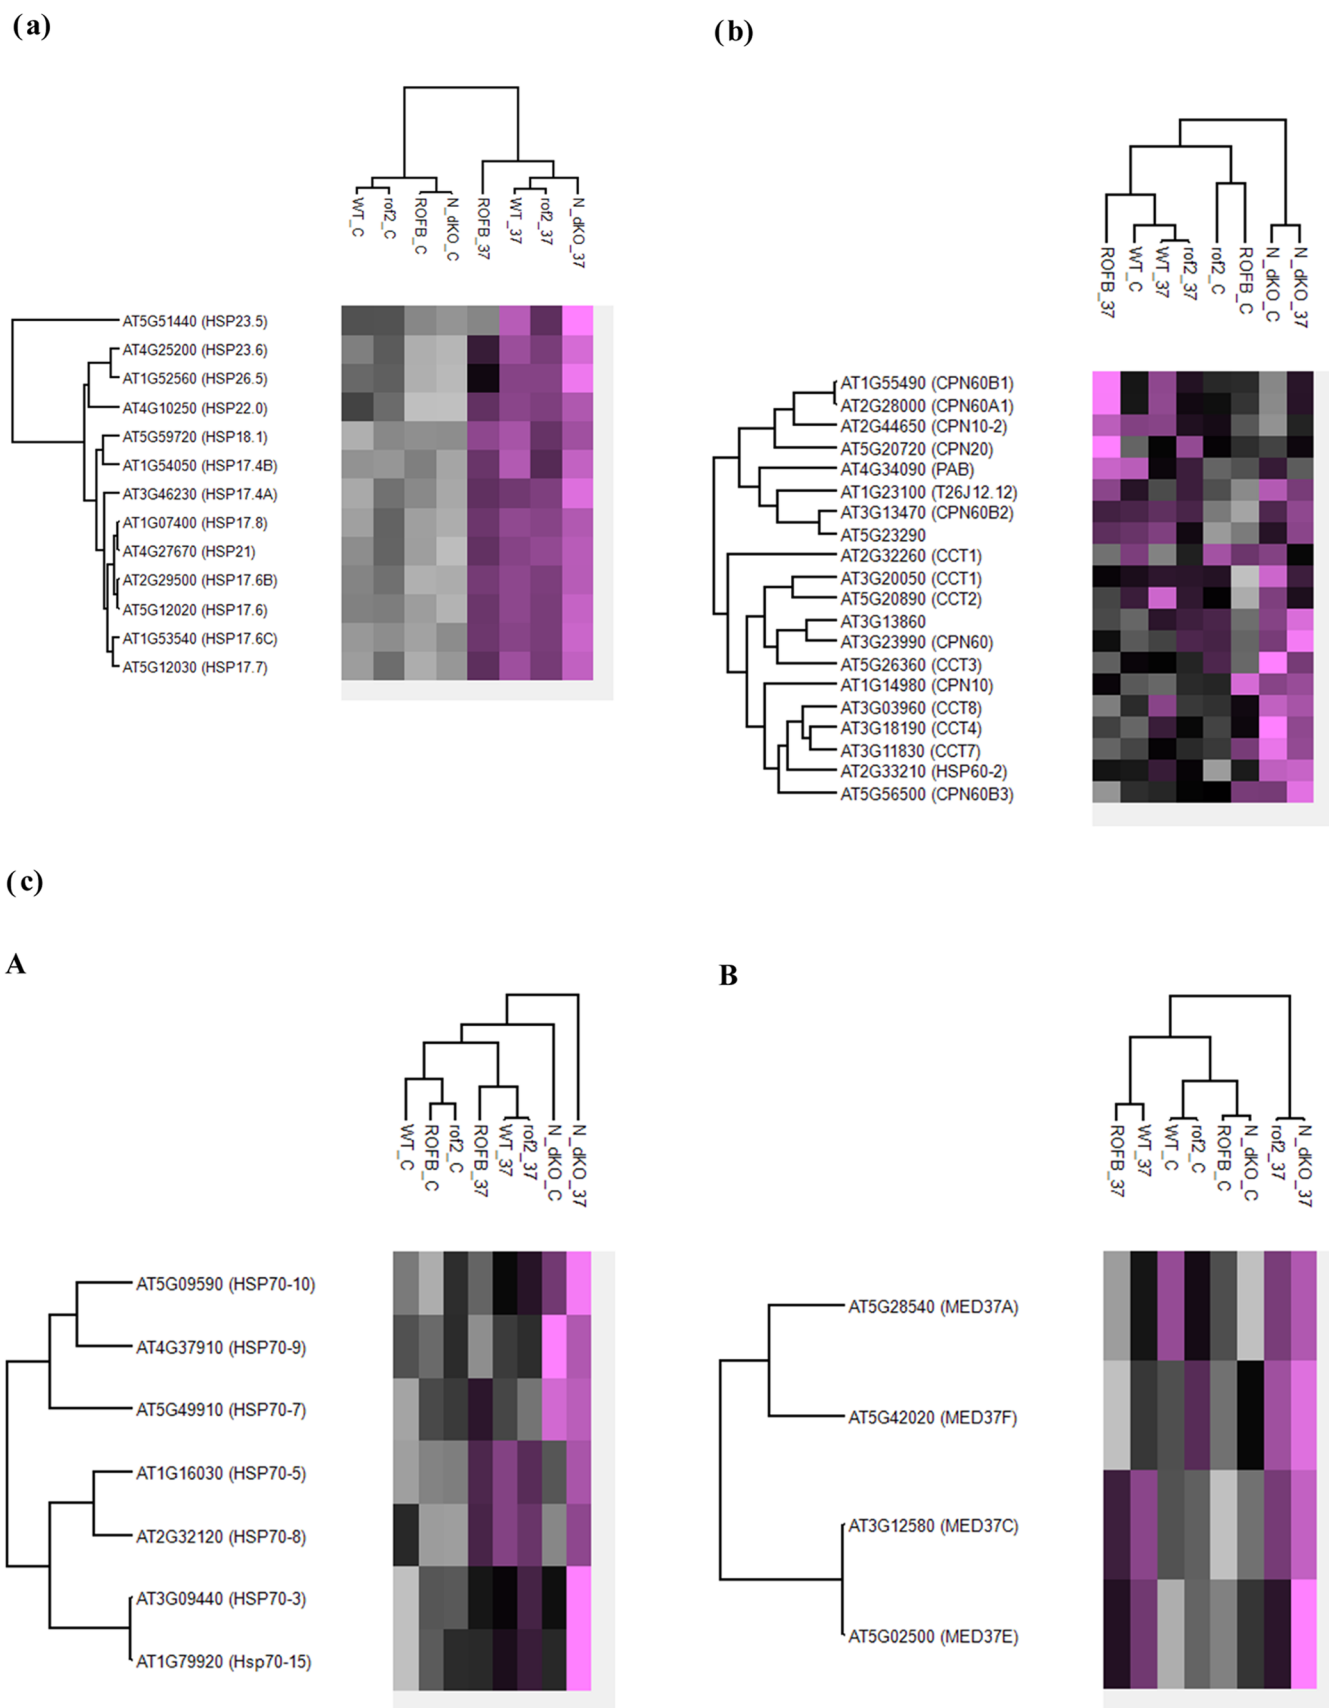 (a)
WT_C
rof2_C
ROFB_C
N_dKO_C
ROFB_37
WT_37
rof2_37
N_dKO_37
AT5G51440 (HSP23.5)
AT4G25200 (HSP23.6)
AT1G52560 (HSP26.5)
AT4G10250 (HSP22.0)
AT5G59720 (HSP18.1)
AT1G54050 (HSP17.4B)
AT3G46230 (HSP17.4A)
AT1G07400 (HSP17.8)
AT4G27670 (HSP21)
AT2G29500 (HSP17.6B)
AT5G12020 (HSP17.6)
AT1G53540 (HSP17.6C)
AT5G12030 (HSP17.7)
(b)
ROFB_37
WT_C
WT_37
rof2_37
rof2_C
ROFB_C
N_dKO_C
N_dKO_37
AT1G55490 (CPN60B1)
AT2G28000 (CPN60A1)
AT2G44650 (CPN10-2)
AT5G20720 (CPN20)
AT4G34090 (PAB)
AT1G23100 (T26J12.12)
AT3G13470 (CPN60B2)
AT5G23290
AT2G32260 (CCT1)
AT3G20050 (CCT1)
AT5G20890 (CCT2)
AT3G13860
AT3G23990 (CPN60)
AT5G26360 (CCT3)
AT1G14980 (CPN10)
AT3G03960 (CCT8)
AT3G18190 (CCT4)
AT3G11830 (CCT7)
AT2G33210 (HSP60-2)
AT5G56500 (CPN60B3)
(c)
A
WT_C
ROFB_C
rof2_C
ROFB_37
WT_37
rof2_37
N_dKO_C
N_dKO_37
AT5G09590 (HSP70-10)
AT4G37910 (HSP70-9)
AT5G49910 (HSP70-7)
AT1G16030 (HSP70-5)
AT2G32120 (HSP70-8)
AT3G09440 (HSP70-3)
AT1G79920 (Hsp70-15)
B
ROFB_37
WT_37
WT_C
rof2_C
ROFB_C
N_dKO_C
rof2_37
N_dKO_37
AT5G28540 (MED37A)
AT5G42020 (MED37F)
AT3G12580 (MED37C)
AT5G02500 (MED37E)